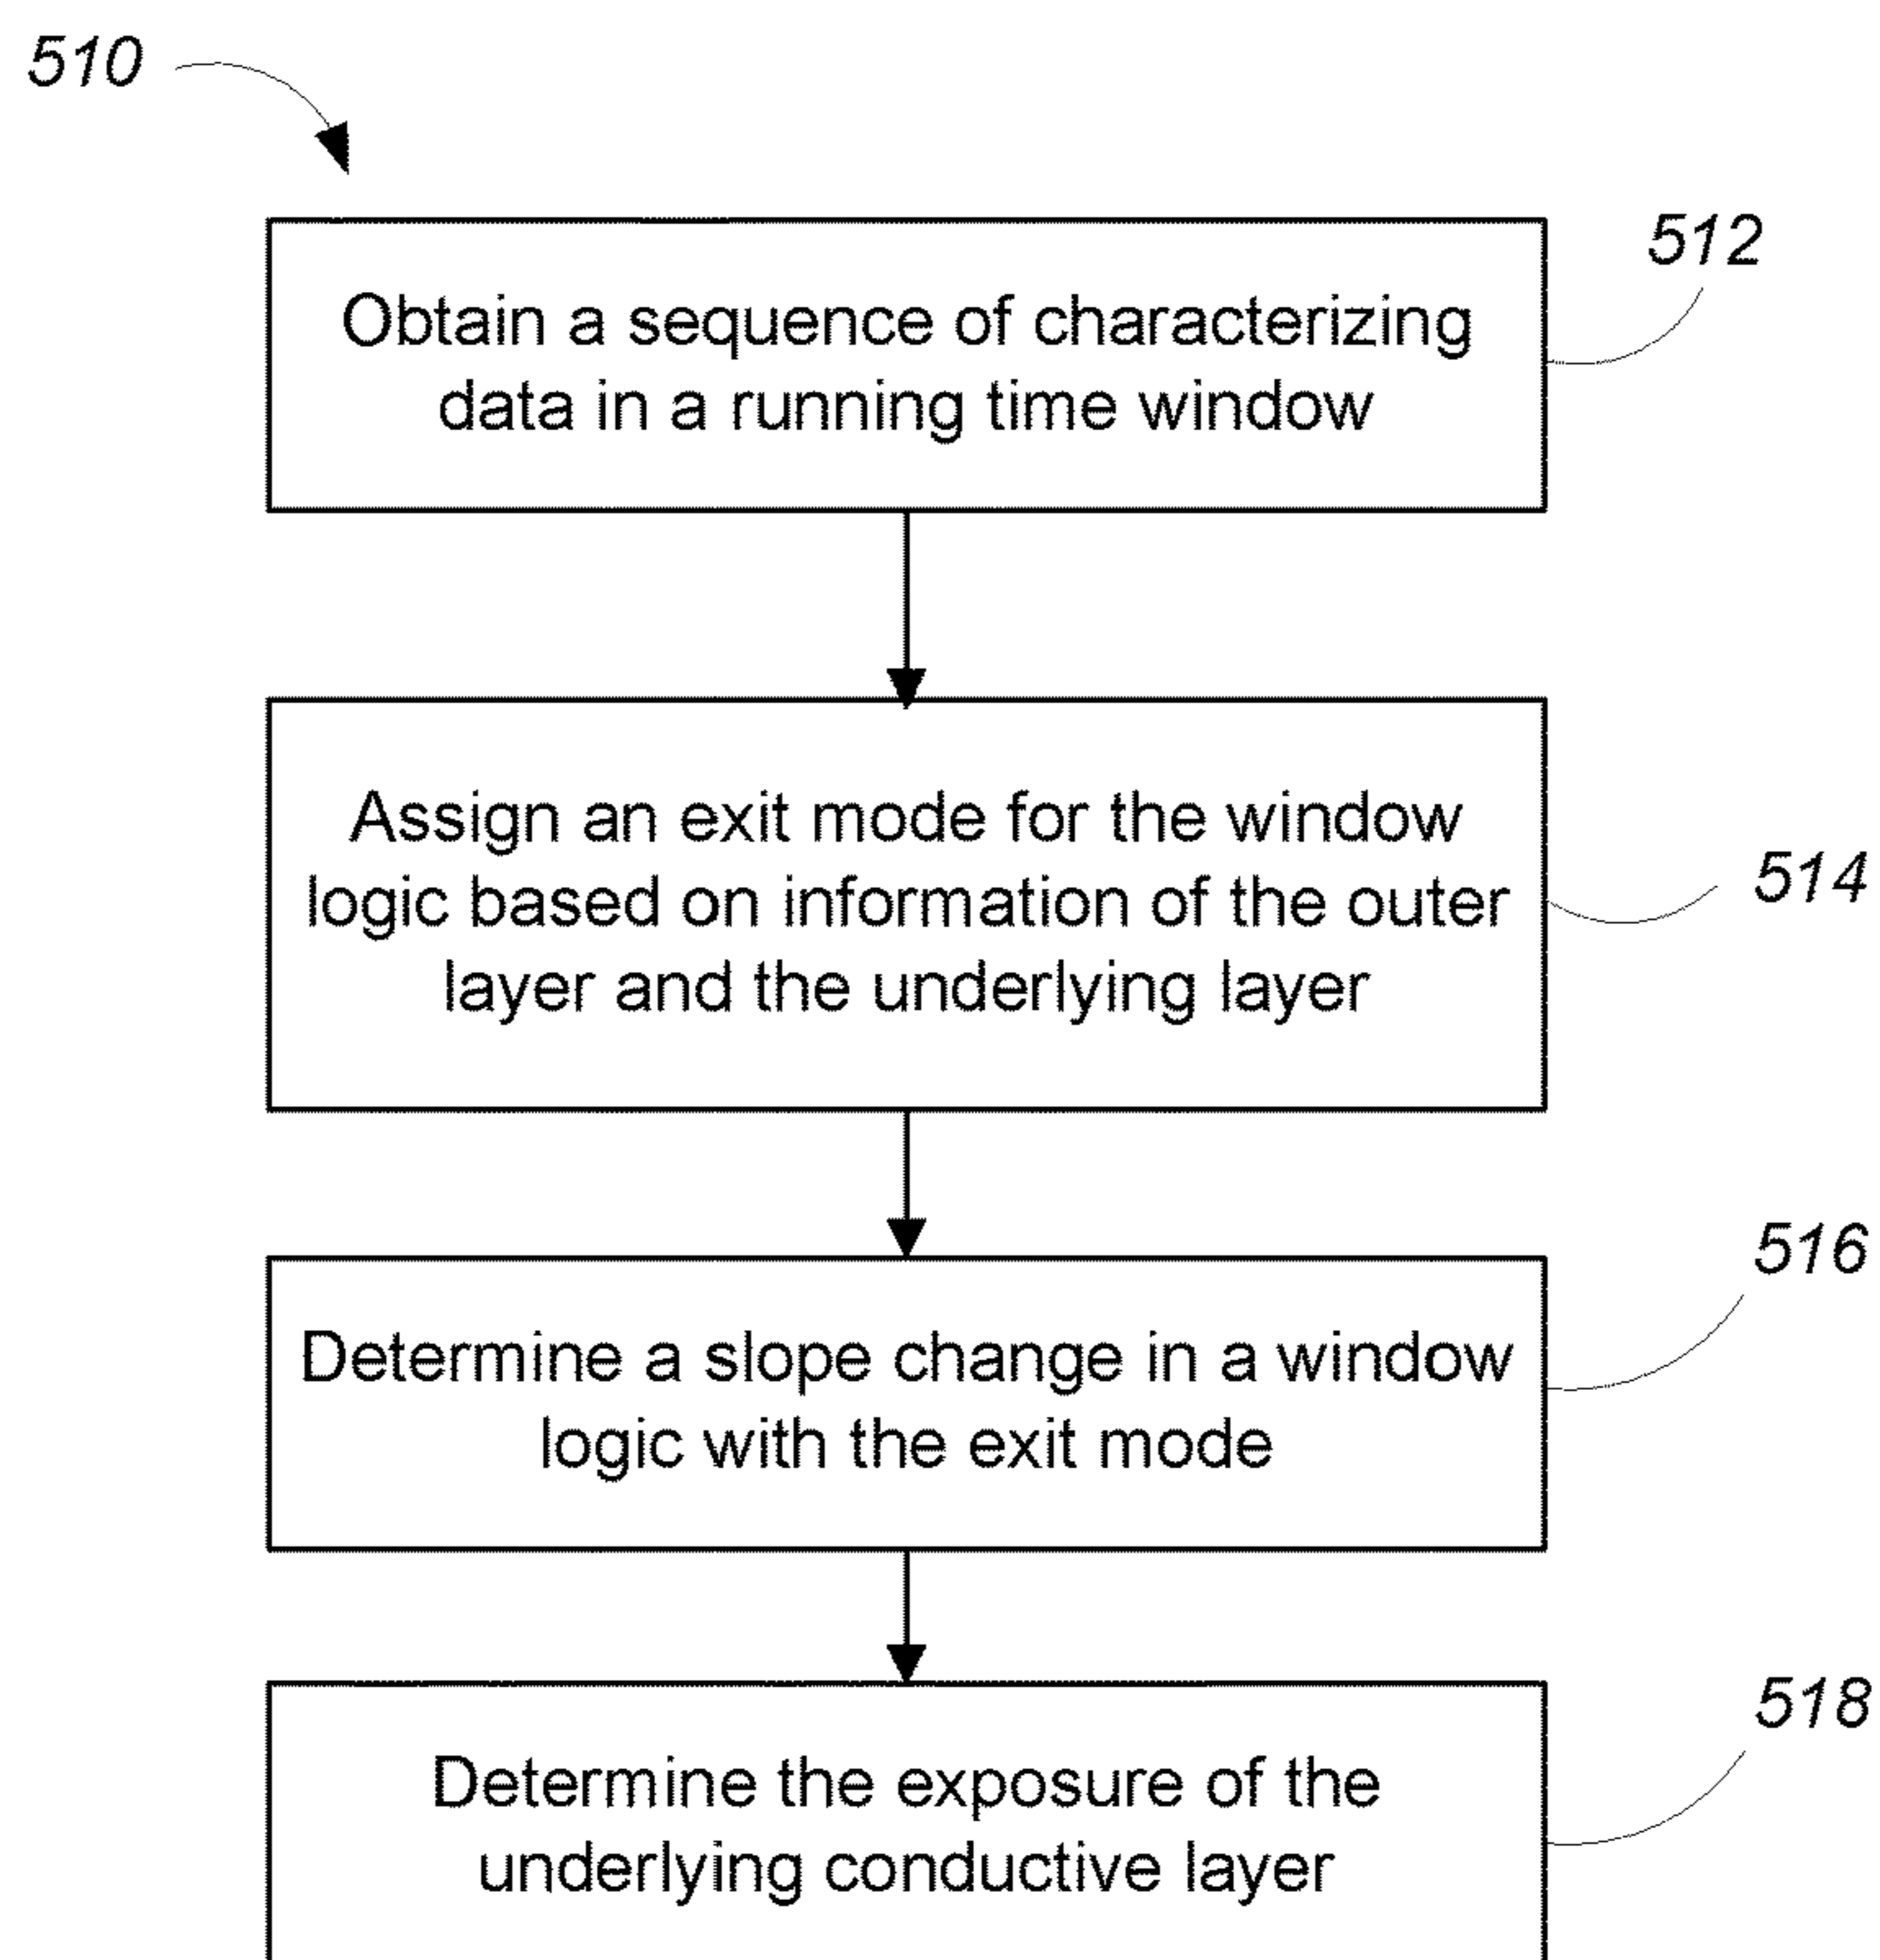 510
512
Obtain a sequence of characterizing
data in a running time window
Assign an exit mode for the window
logic based on information of the outer
layer and the underlying layer
514
516
Determine a slope change in a window
logic with the exit mode
518
Determine the exposure of the
underlying conductive layer